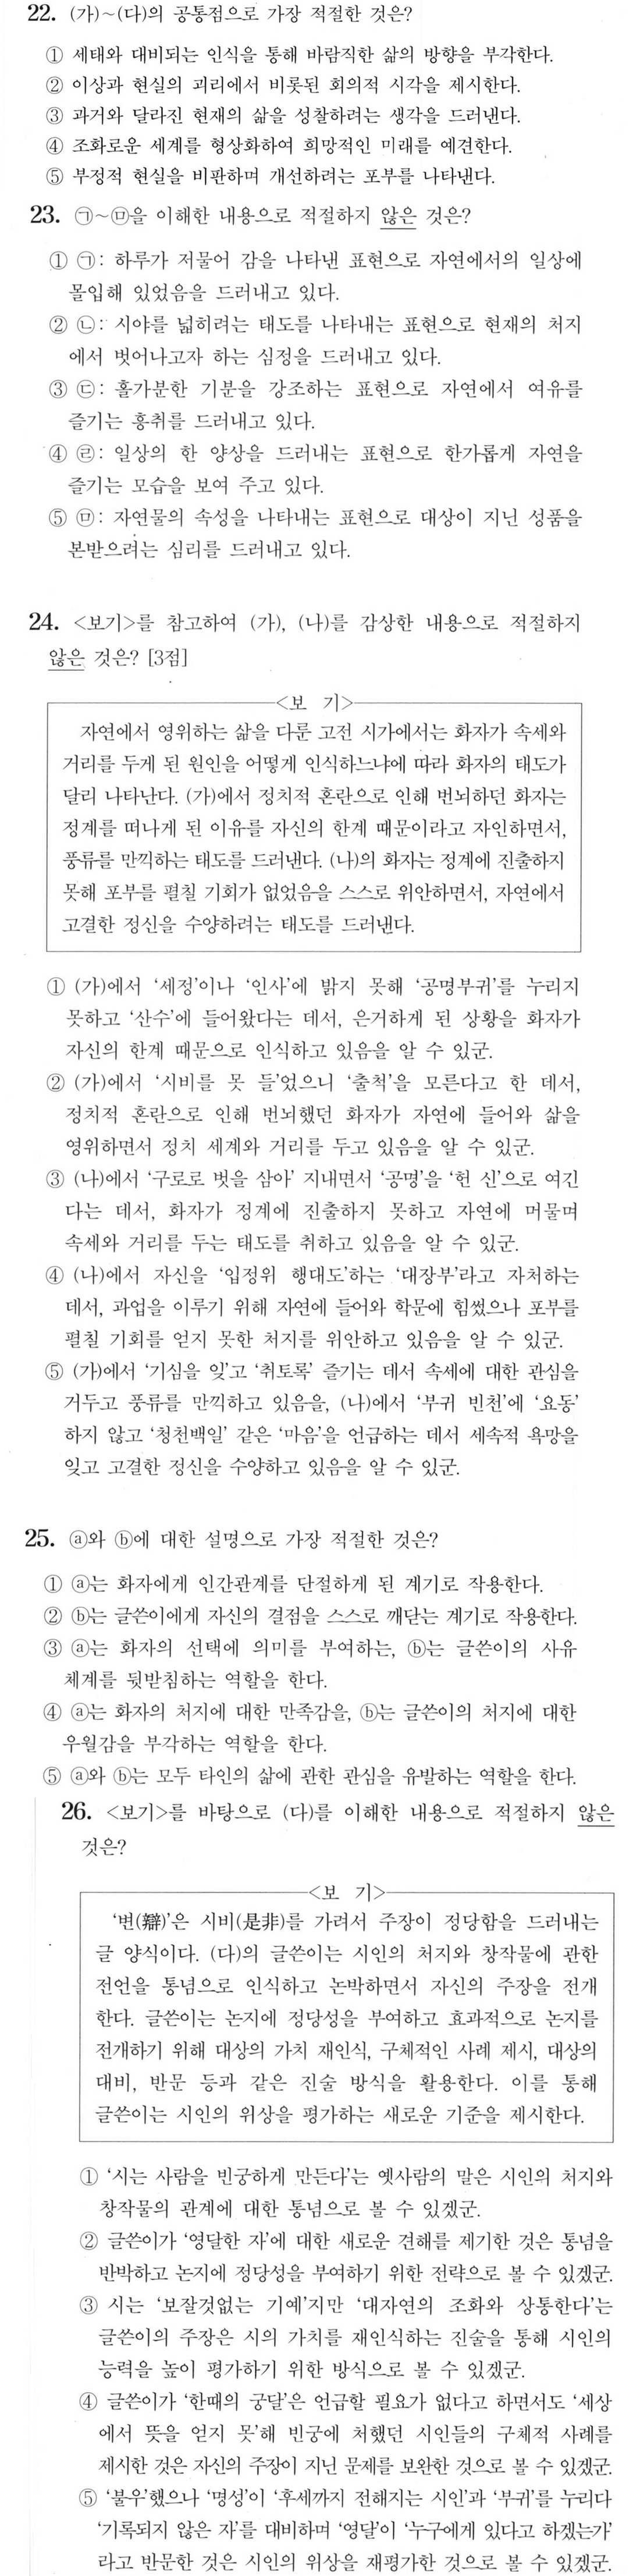 22. (가)~(다)의 공통점으로 가장 적절한 것은?
① 세태와 대비되는 인식을 통해 바람직한 삶의 방향을 부각한다.
② 이상과 현실의 괴리에서 비롯된 회의적 시각을 제시한다.
③ 과거와 달라진 현재의 삶을 성찰하려는 생각을 드러낸다.
④ 조화로운 세계를 형상화하여 희망적인 미래를 예견한다.
⑤ 부정적 현실을 비판하며 개선하려는 포부를 나타낸다.
23. ㉠~㉤을 이해한 내용으로 적절하지 않은 것은?
① ㉠: 하루가 저물어 감을 나타낸 표현으로 자연에서의 일상에
몰입해 있었음을 드러내고 있다.
② ㉡: 시야를 넓히려는 태도를 나타내는 표현으로 현재의 처지
에서 벗어나고자 하는 심정을 드러내고 있다.
③ ㉢: 홀가분한 기분을 강조하는 표현으로 자연에서 여유를
즐기는 흥취를 드러내고 있다.
④ ㉣: 일상의 한 양상을 드러내는 표현으로 한가롭게 자연을
즐기는 모습을 보여 주고 있다.
⑤ ㉤: 자연물의 속성을 나타내는 표현으로 대상이 지닌 성품을
본받으려는 심리를 드러내고 있다.
24. <보기>를 참고하여 (가), (나)를 감상한 내용으로 적절하지
않은 것은? [3점]
<보 기>
자연에서 영위하는 삶을 다룬 고전 시가에서는 화자가 속세와
거리를 두게 된 원인을 어떻게 인식하느냐에 따라 화자의 태도가
달리 나타난다. (가)에서 정치적 혼란으로 인해 번뇌하던 화자는
정계를 떠나게 된 이유를 자신의 한계 때문이라고 자인하면서,
풍류를 만끽하는 태도를 드러낸다. (나)의 화자는 정계에 진출하지
못해 포부를 펼칠 기회가 없었음을 스스로 위안하면서, 자연에서
고결한 정신을 수양하려는 태도를 드러낸다.
① (가)에서 ‘세정’이나 ‘인사’에 밝지 못해 ‘공명부귀’를 누리지
못하고 ‘산수’에 들어왔다는 데서, 은거하게 된 상황을 화자가
자신의 한계 때문으로 인식하고 있음을 알 수 있군.
② (가)에서 ‘시비를 못 들’었으니 ‘출척’을 모른다고 한 데서,
정치적 혼란으로 인해 번뇌했던 화자가 자연에 들어와 삶을
영위하면서 정치 세계와 거리를 두고 있음을 알 수 있군.
③ (나)에서 ‘구로로 벗을 삼아’ 지내면서 ‘공명’을 ‘헌 신’으로 여긴
다는 데서, 화자가 정계에 진출하지 못하고 자연에 머물며
속세와 거리를 두는 태도를 취하고 있음을 알 수 있군.
④ (나)에서 자신을 ‘입정위 행대도’하는 ‘대장부’라고 자처하는
데서, 과업을 이루기 위해 자연에 들어와 학문에 힘썼으나 포부를
펼칠 기회를 얻지 못한 처지를 위안하고 있음을 알 수 있군.
⑤ (가)에서 ‘기심을 잊’고 ‘취토록’ 즐기는 데서 속세에 대한 관심을
거두고 풍류를 만끽하고 있음을, (나)에서 ‘부귀 빈천’에 ‘요동’
하지 않고 ‘청천백일’ 같은 ‘마음’을 언급하는 데서 세속적 욕망을
잊고 고결한 정신을 수양하고 있음을 알 수 있군.
25. ⓐ와 ⓑ에 대한 설명으로 가장 적절한 것은?
① ⓐ는 화자에게 인간관계를 단절하게 된 계기로 작용한다.
② ⓑ는 글쓴이에게 자신의 결점을 스스로 깨닫는 계기로 작용한다.
③ ⓐ는 화자의 선택에 의미를 부여하는, ⓑ는 글쓴이의 사유
체계를 뒷받침하는 역할을 한다.
④ ⓐ는 화자의 처지에 대한 만족감을, ⓑ는 글쓴이의 처지에 대한
우월감을 부각하는 역할을 한다.
⑤ ⓐ와 ⓑ는 모두 타인의 삶에 관한 관심을 유발하는 역할을 한다.
26. <보기>를 바탕으로 (다)를 이해한 내용으로 적절하지 않은
것은?
<보 기>
‘변(辯)’은 시비(是非)를 가려서 주장이 정당함을 드러내는
글 양식이다. (다)의 글쓴이는 시인의 처지와 창작물에 관한
전언을 통념으로 인식하고 논박하면서 자신의 주장을 전개
한다. 글쓴이는 논지에 정당성을 부여하고 효과적으로 논지를
전개하기 위해 대상의 가치 재인식, 구체적인 사례 제시, 대상의
대비, 반문 등과 같은 진술 방식을 활용한다. 이를 통해
글쓴이는 시인의 위상을 평가하는 새로운 기준을 제시한다.
① ‘시는 사람을 빈궁하게 만든다’는 옛사람의 말은 시인의 처지와
창작물의 관계에 대한 통념으로 볼 수 있겠군.
② 글쓴이가 ‘영달한 자’에 대한 새로운 견해를 제기한 것은 통념을
반박하고 논지에 정당성을 부여하기 위한 전략으로 볼 수 있겠군.
③ 시는 ‘보잘것없는 기예’지만 ‘대자연의 조화와 상통한다’는
글쓴이의 주장은 시의 가치를 재인식하는 진술을 통해 시인의
능력을 높이 평가하기 위한 방식으로 볼 수 있겠군.
④ 글쓴이가 ‘한때의 궁달’은 언급할 필요가 없다고 하면서도 ‘세상
에서 뜻을 얻지 못’해 빈궁에 처했던 시인들의 구체적 사례를
제시한 것은 자신의 주장이 지닌 문제를 보완한 것으로 볼 수 있겠군.
⑤ ‘불우’했으나 ‘명성’이 ‘후세까지 전해지는 시인’과 ‘부귀’를 누리다
‘기록되지 않은 자’를 대비하며 ‘영달’이 ‘누구에게 있다고 하겠는가’
라고 반문한 것은 시인의 위상을 재평가한 것으로 볼 수 있겠군.